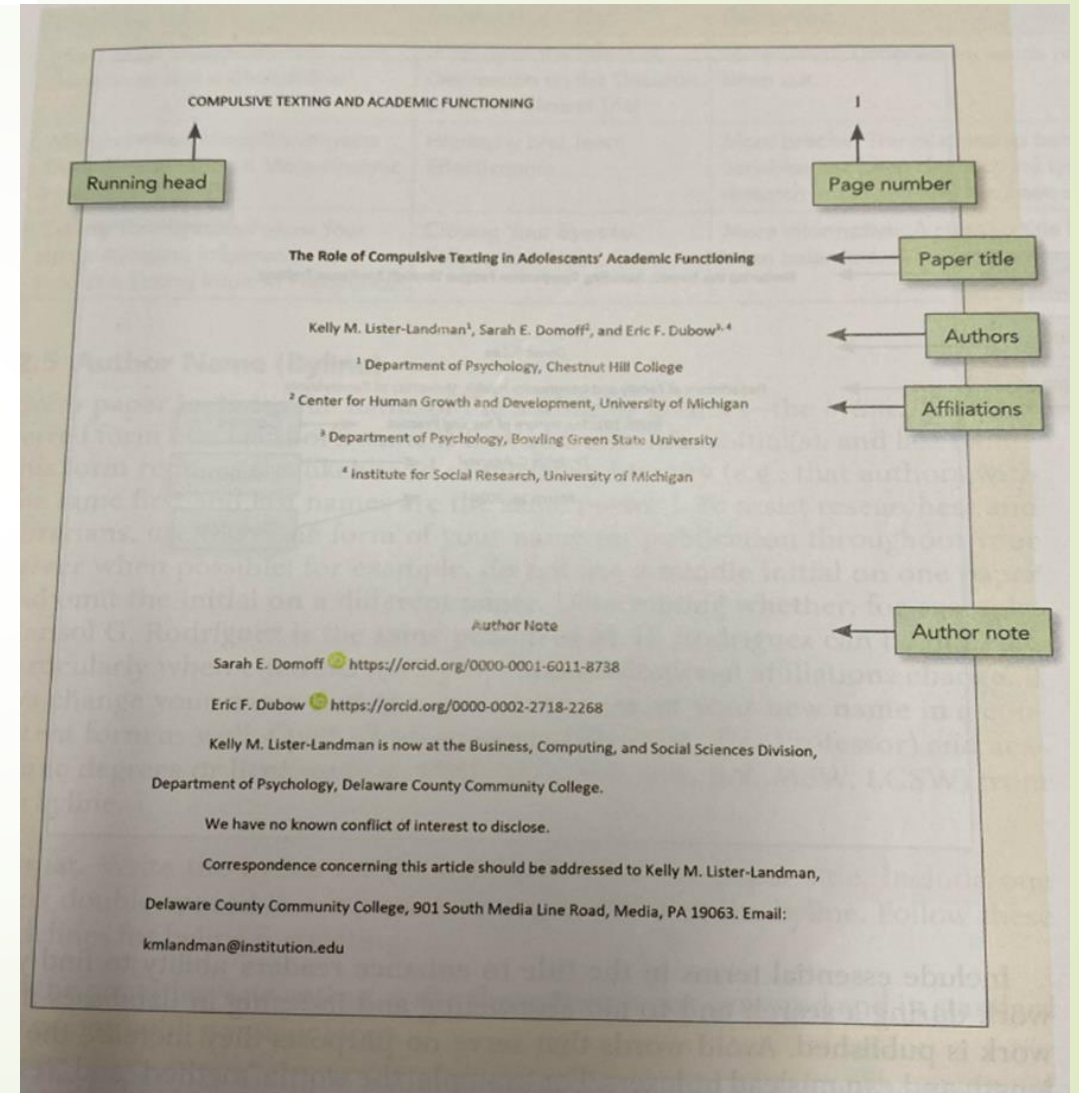 COMPULSIVE TEXTING AND ACADEMIC FUNCTIONING 1
Running head
Page number
The Role of Compulsive Texting in Adolescents' Academic Functioning
Paper title
Kelly M. Lister-Landman¹, Sarah E. Domoff², and Eric F. Dubow³·⁴
Authors
¹ Department of Psychology, Chestnut Hill College
² Center for Human Growth and Development, University of Michigan
Affiliations
³ Department of Psychology, Bowling Green State University
⁴ Institute for Social Research, University of Michigan
Author Note
Author note
Sarah E. Domoff iD https://orcid.org/0000-0001-6011-8738
Eric F. Dubow iD https://orcid.org/0000-0002-2718-2268
Kelly M. Lister-Landman is now at the Business, Computing, and Social Sciences Division,
Department of Psychology, Delaware County Community College.
We have no known conflict of interest to disclose.
Correspondence concerning this article should be addressed to Kelly M. Lister-Landman,
Delaware County Community College, 901 South Media Line Road, Media, PA 19063. Email:
kmlandman@institution.edu